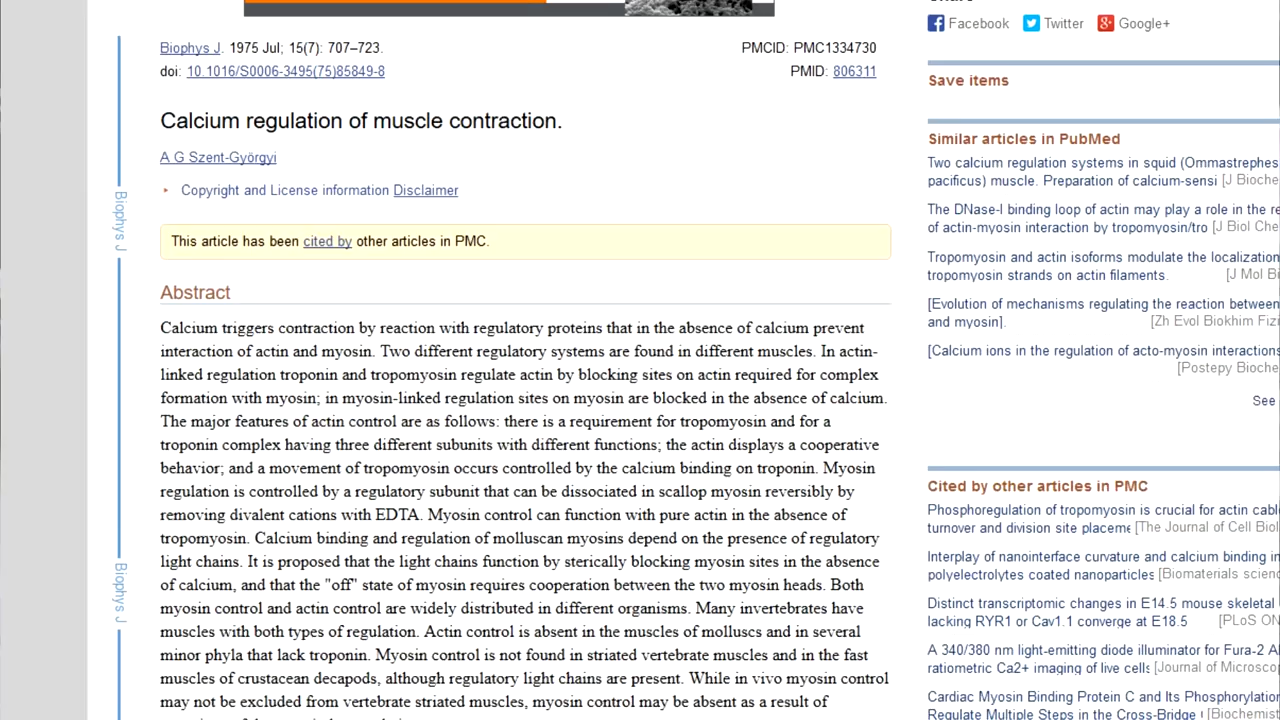 Facebook Twitter Google+
Biophys J. 1975 Jul; 15(7): 707–723.
PMCID: PMC1334730
doi: 10.1016/S0006-3495(75)85849-8
PMID: 806311
Calcium regulation of muscle contraction.
A G Szent-Györgyi
Copyright and License information Disclaimer
This article has been cited by other articles in PMC.
Abstract
Calcium triggers contraction by reaction with regulatory proteins that in the absence of calcium prevent
interaction of actin and myosin. Two different regulatory systems are found in different muscles. In actin-
linked regulation troponin and tropomyosin regulate actin by blocking sites on actin required for complex
formation with myosin; in myosin-linked regulation sites on myosin are blocked in the absence of calcium.
The major features of actin control are as follows: there is a requirement for tropomyosin and for a
troponin complex having three different subunits with different functions; the actin displays a cooperative
behavior; and a movement of tropomyosin occurs controlled by the calcium binding on troponin. Myosin
regulation is controlled by a regulatory subunit that can be dissociated in scallop myosin reversibly by
removing divalent cations with EDTA. Myosin control can function with pure actin in the absence of
tropomyosin. Calcium binding and regulation of molluscan myosins depend on the presence of regulatory
light chains. It is proposed that the light chains function by sterically blocking myosin sites in the absence
of calcium, and that the "off" state of myosin requires cooperation between the two myosin heads. Both
myosin control and actin control are widely distributed in different organisms. Many invertebrates have
muscles with both types of regulation. Actin control is absent in the muscles of molluscs and in several
minor phyla that lack troponin. Myosin control is not found in striated vertebrate muscles and in the fast
muscles of crustacean decapods, although regulatory light chains are present. While in vivo myosin control
may not be excluded from vertebrate striated muscles, myosin control may be absent as a result of
Biophys J
Biophys J
Save items
Similar articles in PubMed
Two calcium regulation systems in squid (Ommastrephes
pacificus) muscle. Preparation of calcium-sensi [J Bioche
The DNase-I binding loop of actin may play a role in the re
of actin-myosin interaction by tropomyosin/tro [J Biol Che
Tropomyosin and actin isoforms modulate the localization
tropomyosin strands on actin filaments. [J Mol Bi
[Evolution of mechanisms regulating the reaction between
and myosin]. [Zh Evol Biokhim Fizi
[Calcium ions in the regulation of acto-myosin interactions
[Postepy Bioche
See
Cited by other articles in PMC
Phosphoregulation of tropomyosin is crucial for actin cabl
turnover and division site placeme [The Journal of Cell Biol
Interplay of nanointerface curvature and calcium binding in
polyelectrolytes coated nanoparticles [Biomaterials scienc
Distinct transcriptomic changes in E14.5 mouse skeletal
lacking RYR1 or Cav1.1 converge at E18.5 [PLoS ON
A 340/380 nm light-emitting diode illuminator for Fura-2 A
ratiometric Ca2+ imaging of live cells [Journal of Microsco
Cardiac Myosin Binding Protein C and Its Phosphorylation
Regulate Multiple Steps in the Cross-Bridge [Biochemist